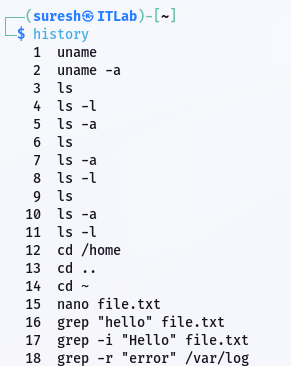 (suresh㉿ITLab)-[~]
$ history
1 uname
2 uname -a
3 ls
4 ls -l
5 ls -a
6 ls
7 ls -a
8 ls -l
9 ls
10 ls -a
11 ls -l
12 cd /home
13 cd ..
14 cd ~
15 nano file.txt
16 grep "hello" file.txt
17 grep -i "Hello" file.txt
18 grep -r "error" /var/log